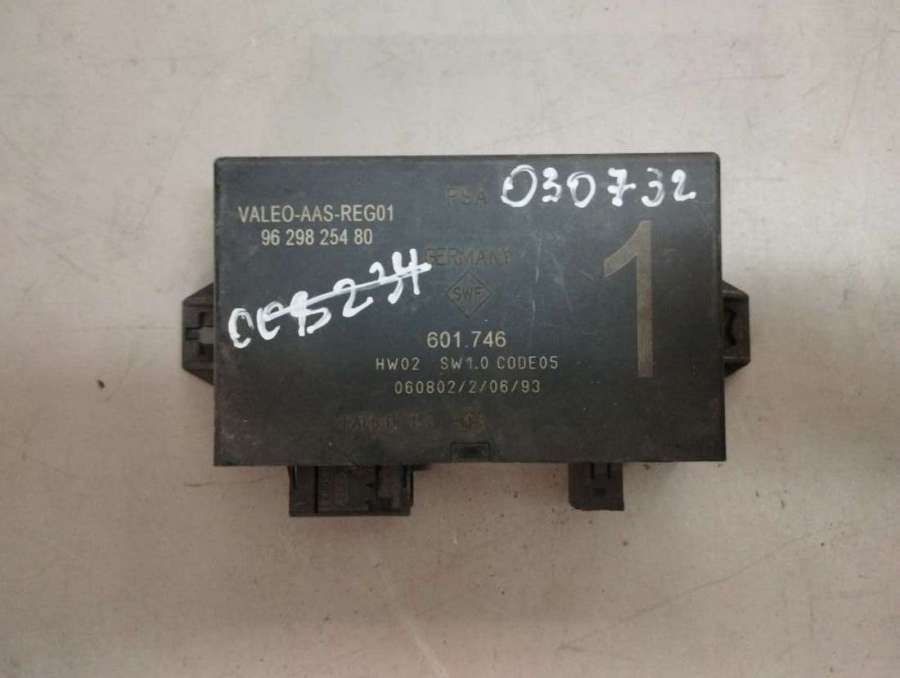 PSA
030732
VALEO-AAS-REG01
96 298 254 80
1
GERMANY
SWF
601.746
HW02 SW1.0 CODE05
060802/2/06/93